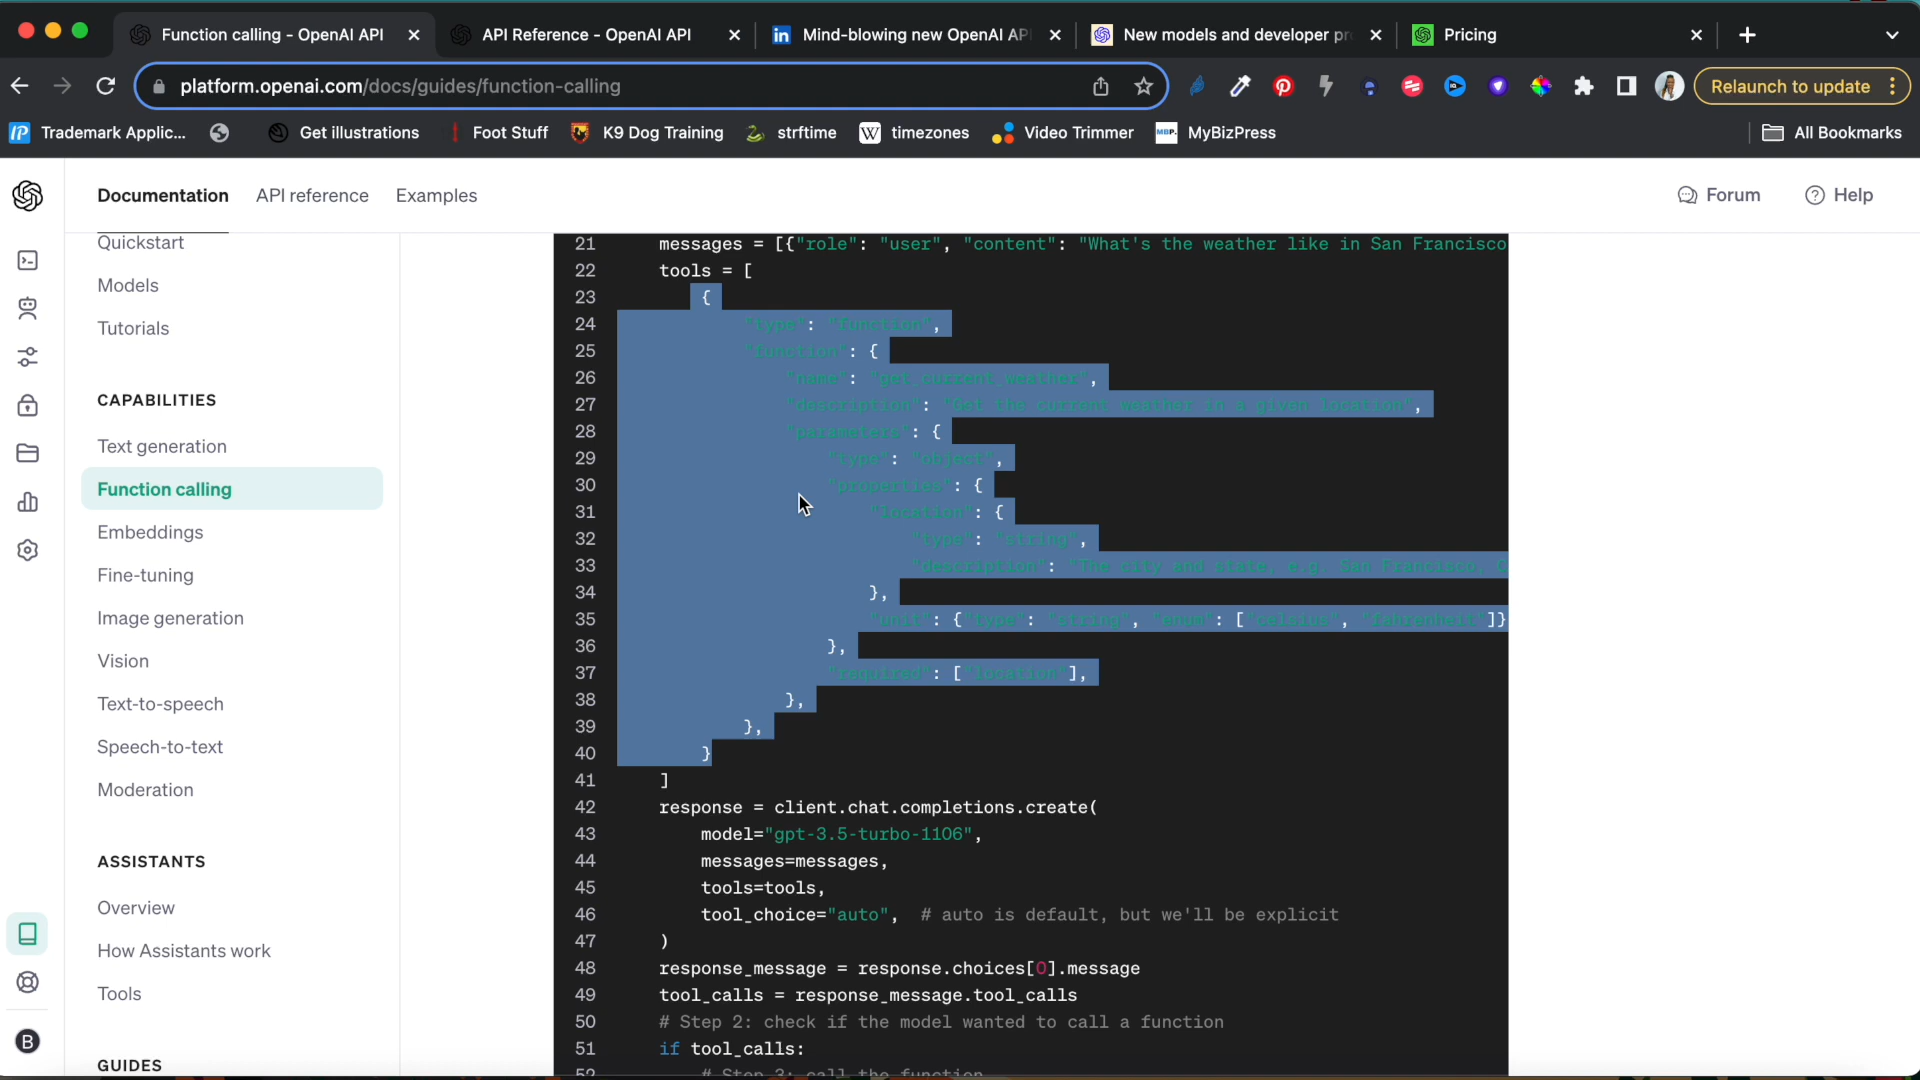 Function calling - OpenAI API
API Reference - OpenAI API
Mind-blowing new OpenAI AP
New models and developer pr
Pricing
platform.openai.com/docs/guides/function-calling
Relaunch to update
Trademark Applic...
Get illustrations
Foot Stuff
K9 Dog Training
strftime
W timezones
Video Trimmer
MBP. MyBizPress
All Bookmarks
Documentation
API reference
Examples
Forum
Help
Quickstart
Models
Tutorials
CAPABILITIES
Text generation
Function calling
Embeddings
Fine-tuning
Image generation
Vision
Text-to-speech
Speech-to-text
Moderation
ASSISTANTS
Overview
How Assistants work
Tools
GUIDES
B
21 messages = [{"role": "user", "content": "What's the weather like in San Francisco
22 tools = [
23 {
24 "type": "function",
25 "function": {
26 "name": "get_current_weather",
27 "description": "Get the current weather in a given location",
28 "parameters": {
29 "type": "object",
30 "properties": {
31 "location": {
32 "type": "string",
33 "description": "The city and state, e.g. San Francisco,
34 },
35 "unit": {"type": "string", "enum": ["celsius", "fahrenheit"]}
36 },
37 "required": ["location"],
38 },
39 },
40 }
41 ]
42 response = client.chat.completions.create(
43 model="gpt-3.5-turbo-1106",
44 messages=messages,
45 tools=tools,
46 tool_choice="auto", # auto is default, but we'll be explicit
47 )
48 response_message = response.choices[0].message
49 tool_calls = response_message.tool_calls
50 # Step 2: check if the model wanted to call a function
51 if tool_calls:
52 # Step 3: call the function